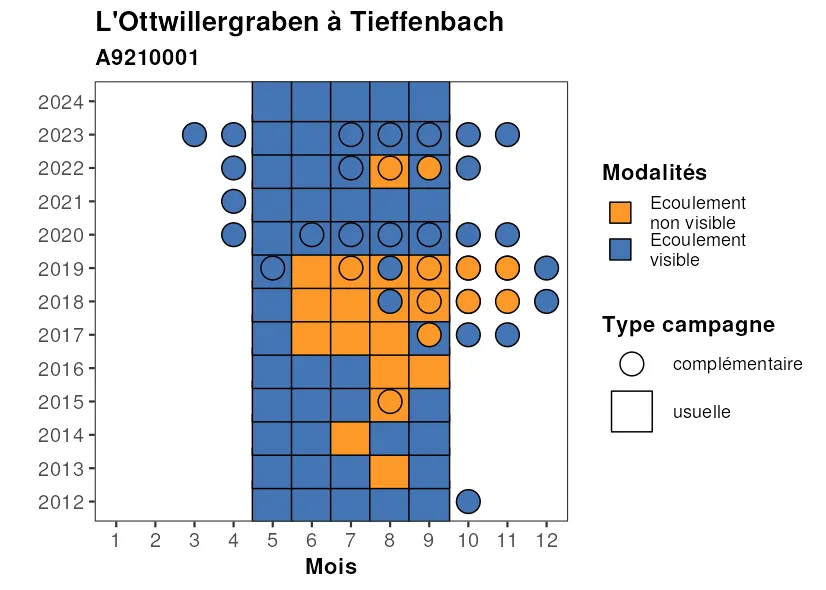 L'Ottwillergraben à Tieffenbach
A9210001
2024
2023
2022
2021
2020
2019
2018
2017
2016
2015
2014
2013
2012
1 2 3 4 5 6 7 8 9 10 11 12
Mois
Modalités
Ecoulement
non visible
Ecoulement
visible
Type campagne
complémentaire
usuelle